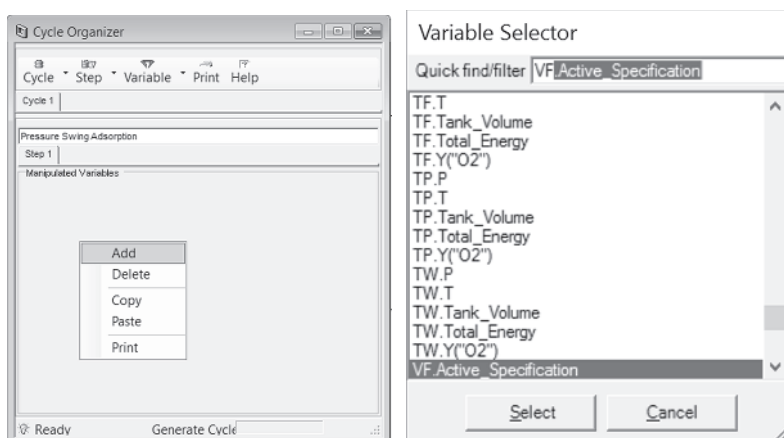 Cycle Organizer
Cycle Step Variable Print Help
Cycle 1
Pressure Swing Adsorption
Step 1
Manipulated Variables
Add
Delete
Copy
Paste
Print
Ready Generate Cycle
Variable Selector
Quick find/filter VF.Active_Specification
TF.T
TF.Tank_Volume
TF.Total_Energy
TF.Y("O2")
TP.P
TP.T
TP.Tank_Volume
TP.Total_Energy
TP.Y("O2")
TW.P
TW.T
TW.Tank_Volume
TW.Total_Energy
TW.Y("O2")
VF.Active_Specification
Select Cancel